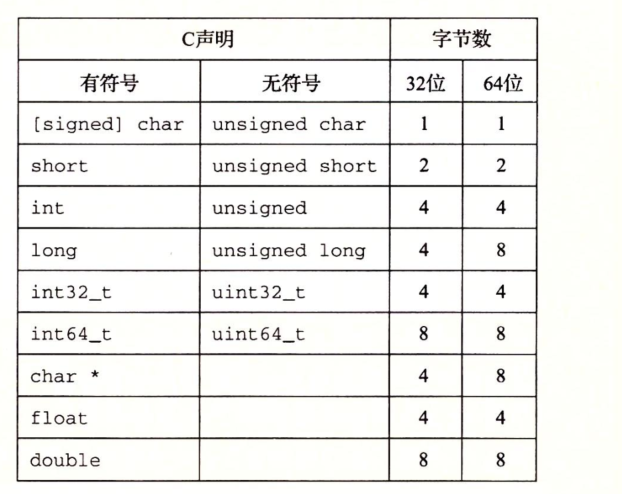 C声明 字节数
有符号 无符号 32位 64位
[signed] char unsigned char 1 1
short unsigned short 2 2
int unsigned 4 4
long unsigned long 4 8
int32_t uint32_t 4 4
int64_t uint64_t 8 8
char * 4 8
float 4 4
double 8 8